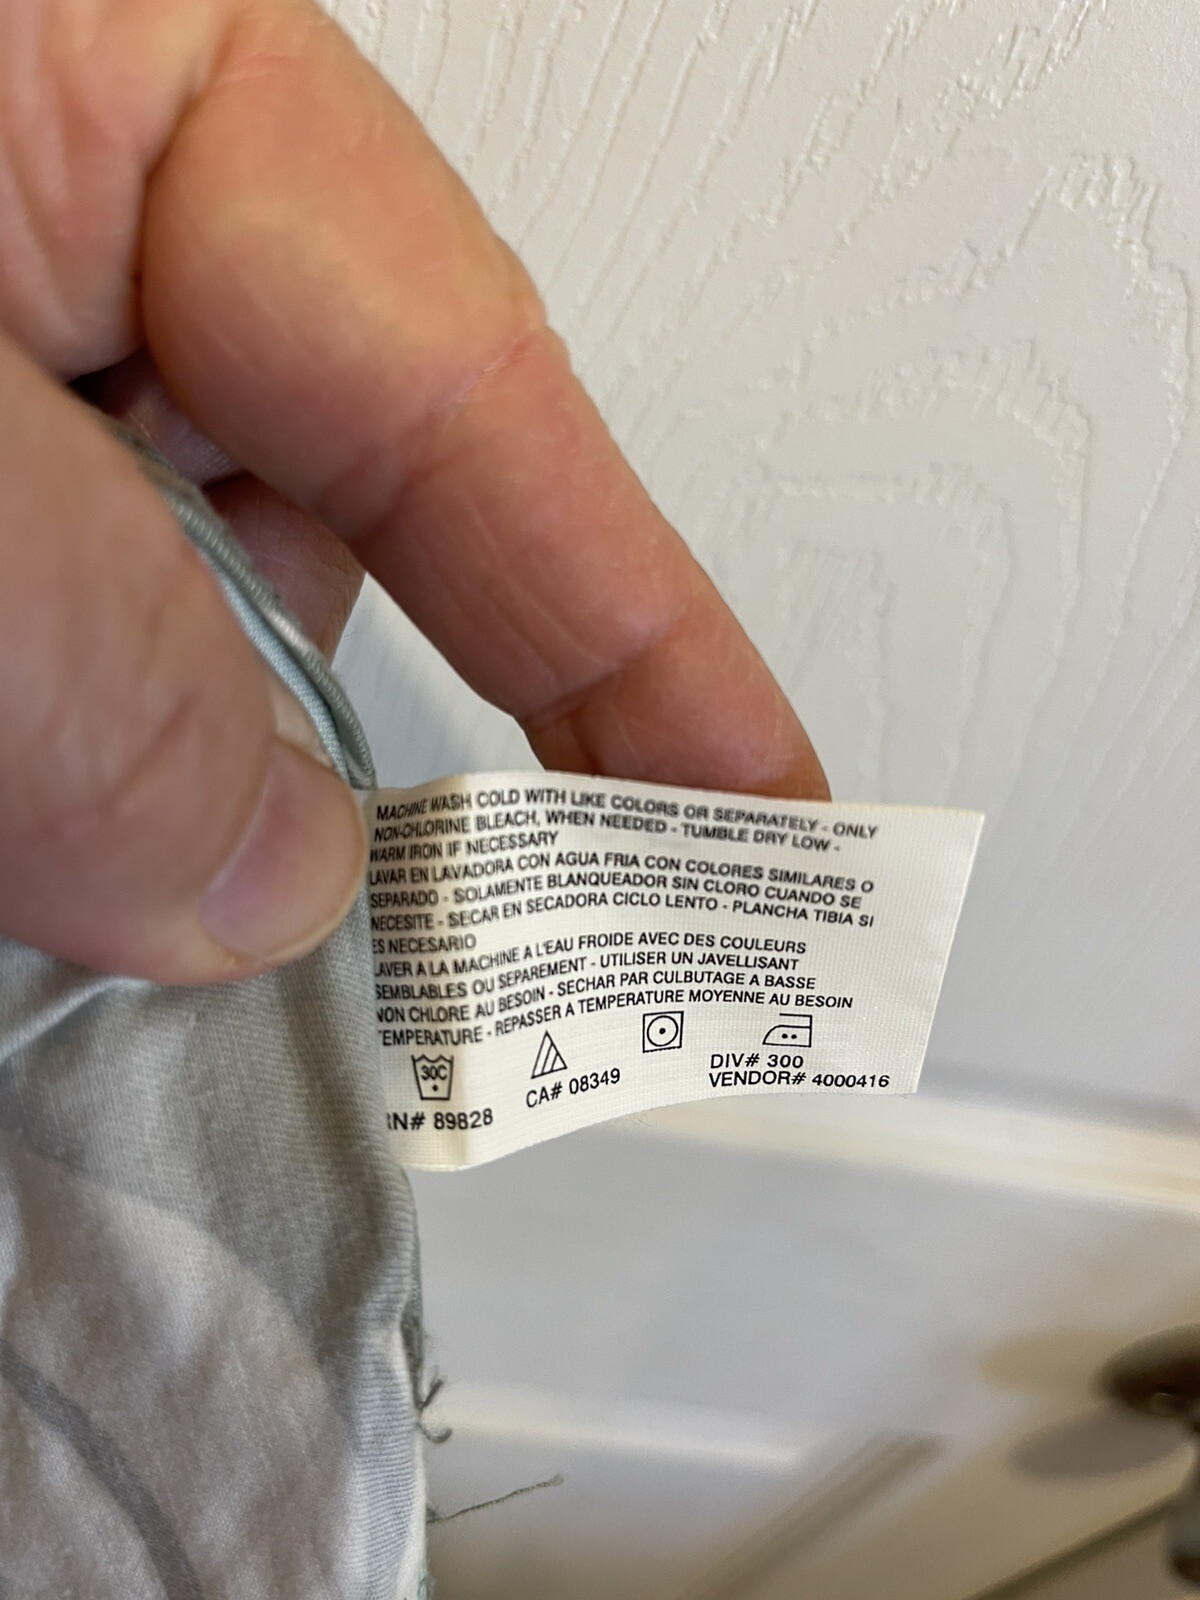 MACHINE WASH COLD WITH LIKE COLORS OR SEPARATELY - ONLY
NON-CHLORINE BLEACH, WHEN NEEDED - TUMBLE DRY LOW -
WARM IRON IF NECESSARY
LAVAR EN LAVADORA CON AGUA FRIA CON COLORES SIMILARES O
SEPARADO - SOLAMENTE BLANQUEADOR SIN CLORO CUANDO SE
NECESITE - SECAR EN SECADORA CICLO LENTO - PLANCHA TIBIA SI
ES NECESARIO
LAVER A LA MACHINE A L'EAU FROIDE AVEC DES COULEURS
SEMBLABLES OU SEPAREMENT - UTILISER UN JAVELLISANT
NON CHLORE AU BESOIN - SECHAR PAR CULBUTAGE A BASSE
TEMPERATURE - REPASSER A TEMPERATURE MOYENNE AU BESOIN
30C
RN# 89828
CA# 08349
DIV# 300
VENDOR# 4000416